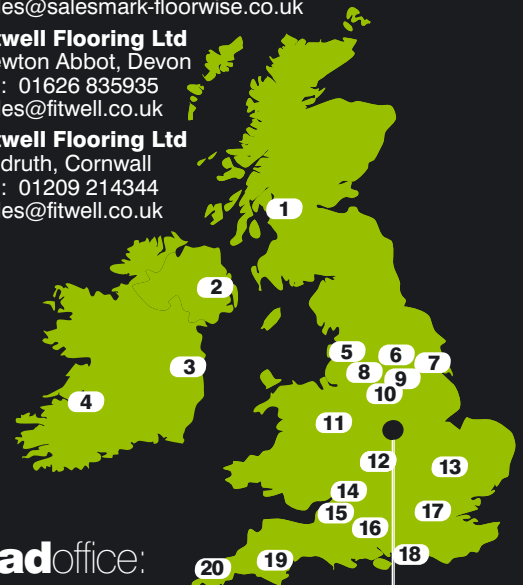 es@salesmark-floorwise.co.uk
twell Flooring Ltd
wton Abbot, Devon
: 01626 835935
es@fitwell.co.uk
twell Flooring Ltd
druth, Cornwall
: 01209 214344
es@fitwell.co.uk
1
2
3
4
5
6
7
8
9
10
11
12
13
14
15
16
17
18
19
20
adoffice: